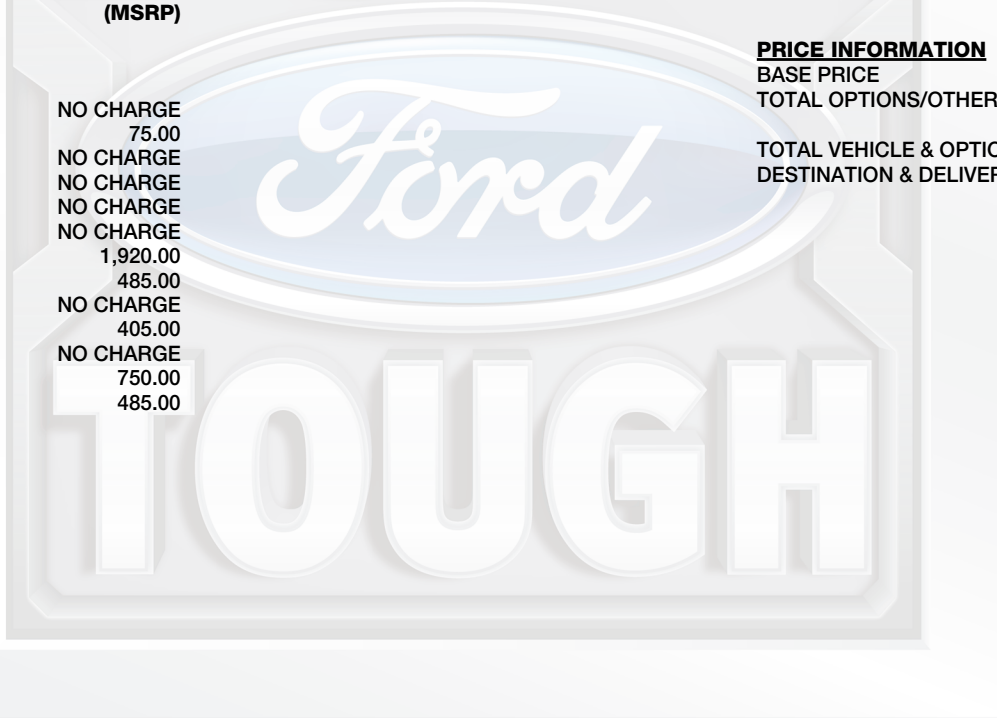 (MSRP)
NO CHARGE
75.00
NO CHARGE
NO CHARGE
NO CHARGE
NO CHARGE
1,920.00
485.00
NO CHARGE
405.00
NO CHARGE
750.00
485.00
PRICE INFORMATION
BASE PRICE
TOTAL OPTIONS/OTHER
TOTAL VEHICLE & OPTIO
DESTINATION & DELIVER
Ford
TOUGH